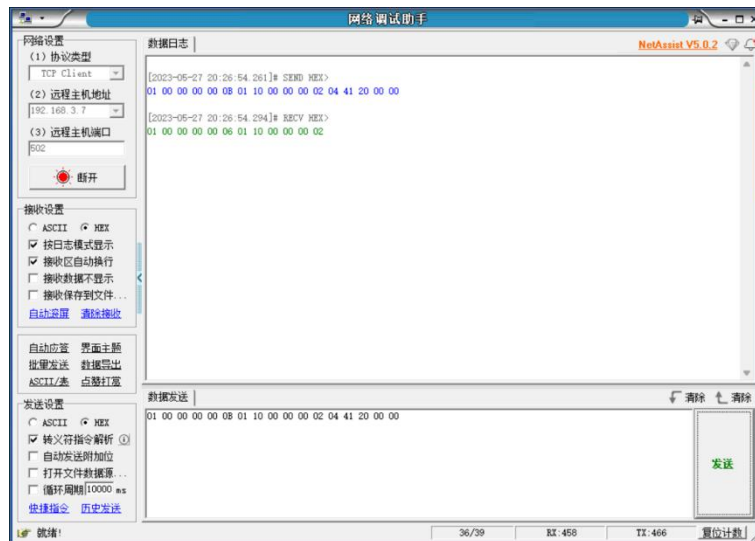 网络调试助手
网络设置
(1) 协议类型
TCP Client
(2) 远程主机地址
192.168.3.7
(3) 远程主机端口
502
断开
接收设置
ASCII HEX
按日志模式显示
接收区自动换行
接收数据不显示
接收保存到文件...
自动滚屏 清除接收
自动应答 界面主题
批量发送 数据导出
ASCII/表 点赞打赏
发送设置
ASCII HEX
转义符指令解析
自动发送附加位
打开文件数据源...
循环周期 10000 ms
快捷指令 历史发送
数据日志
NetAssist V5.0.2
[2023-05-27 20:26:54.261]# SEND HEX>
01 00 00 00 00 0B 01 10 00 00 00 02 04 41 20 00 00
[2023-05-27 20:26:54.294]# RECV HEX>
01 00 00 00 00 06 01 10 00 00 00 02
数据发送
清除 清除
01 00 00 00 00 0B 01 10 00 00 00 02 04 41 20 00 00
发送
就绪!
36/39
RX:458
TX:466
复位计数